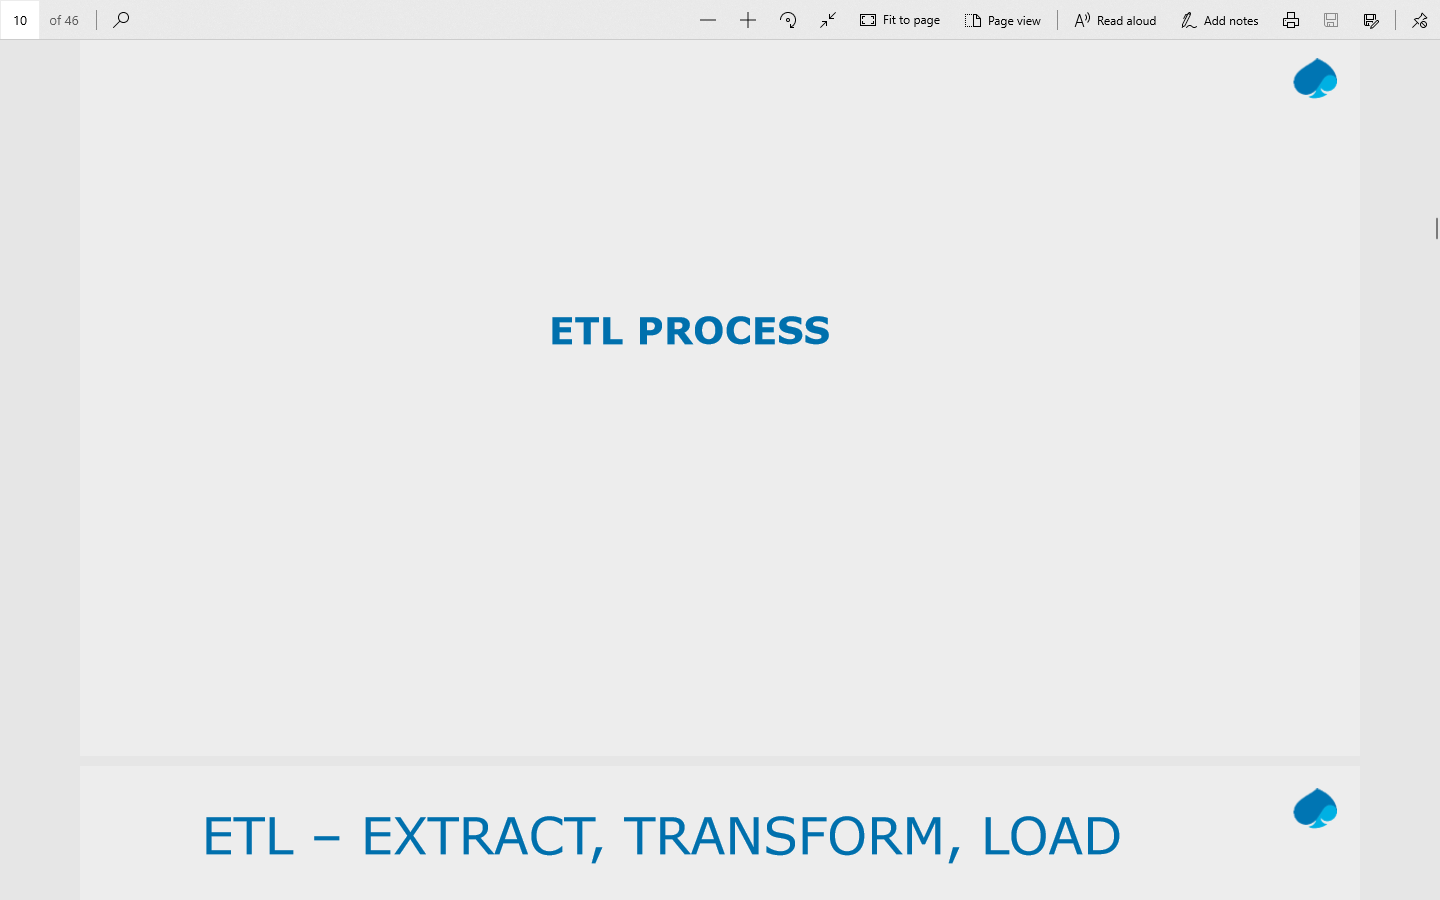 10 of 46 Fit to page Page view Read aloud Add notes
ETL PROCESS
ETL – EXTRACT, TRANSFORM, LOAD